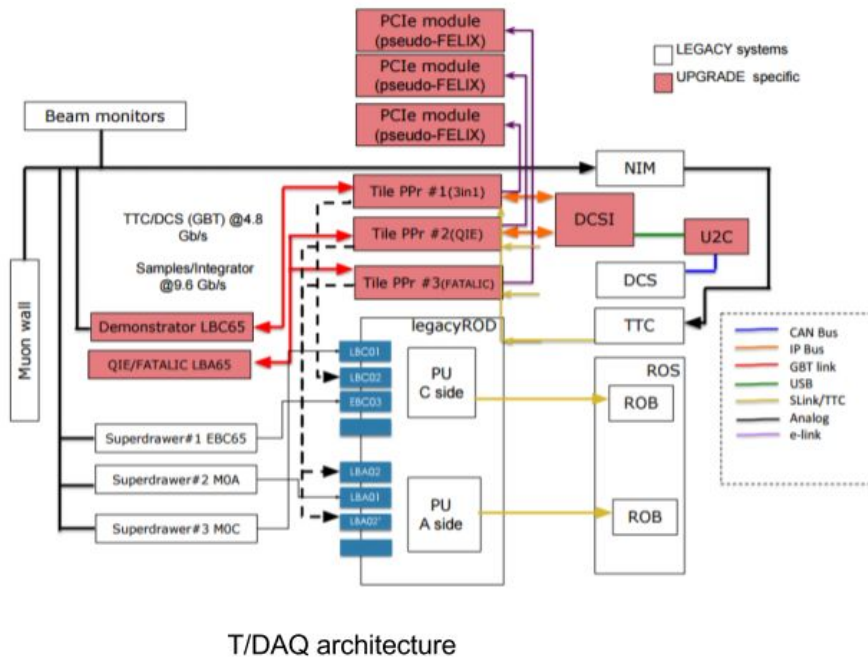 PCIe module
(pseudo-FELIX)
PCIe module
(pseudo-FELIX)
PCIe module
(pseudo-FELIX)
LEGACY systems
UPGRADE specific
Beam monitors
NIM
Tile PPr #1(3in1)
DCSI
TTC/DCS (GBT) @4.8
Gb/s
Tile PPr #2(QIE)
U2C
Samples/Integrator
@9.6 Gb/s
Tile PPr #3(FATALIC)
DCS
Muon wall
Demonstrator LBC65
legacyROD
TTC
QIE/FATALIC LBA65
LBC01
LBC02
EBC03
PU
C side
ROS
ROB
CAN Bus
IP Bus
GBT link
USB
SLink/TTC
Analog
e-link
Superdrawer#1 EBC65
Superdrawer#2 M0A
Superdrawer#3 M0C
LBA02
LBA01
LBA02'
PU
A side
ROB
T/DAQ architecture